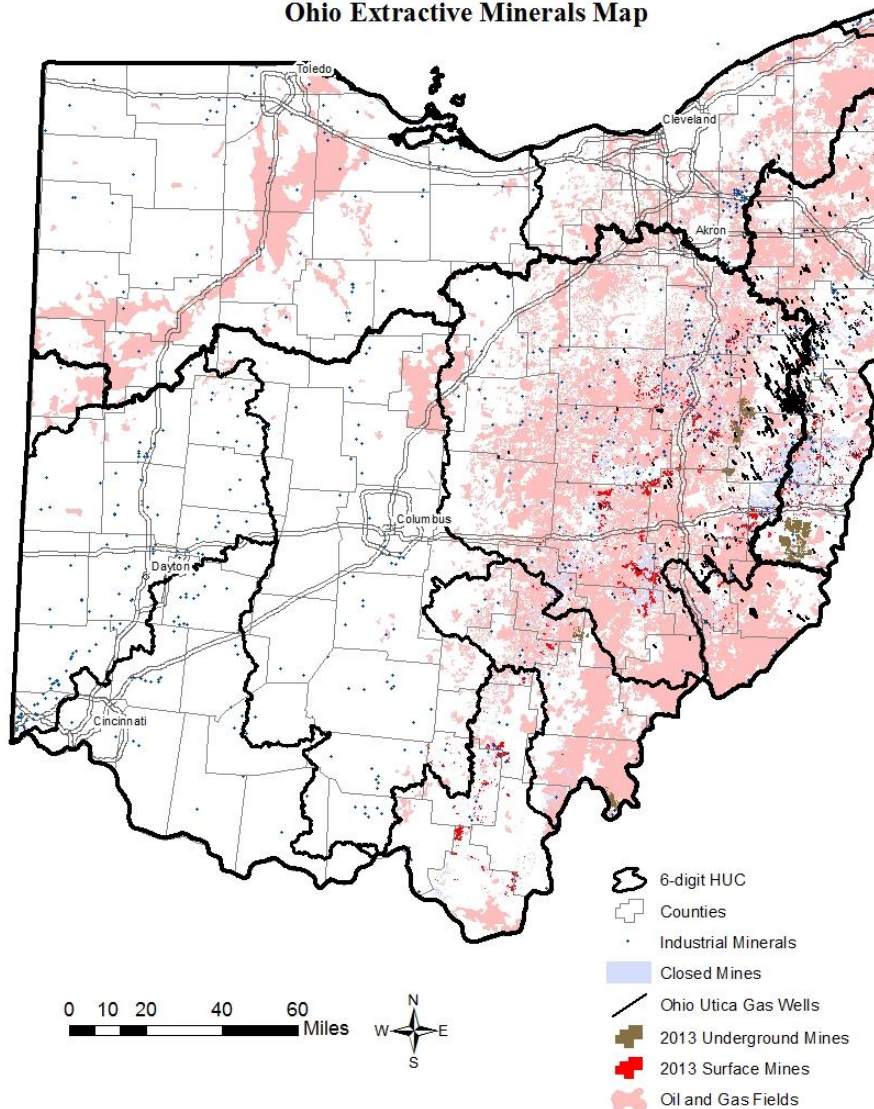 Ohio Extractive Minerals Map
Toledo
Cleveland
Akron
Columbus
Dayton
Cincinnati
6-digit HUC
Counties
Industrial Minerals
Closed Mines
Ohio Utica Gas Wells
2013 Underground Mines
2013 Surface Mines
Oil and Gas Fields
0 10 20 40 60
Miles
N
W E
S